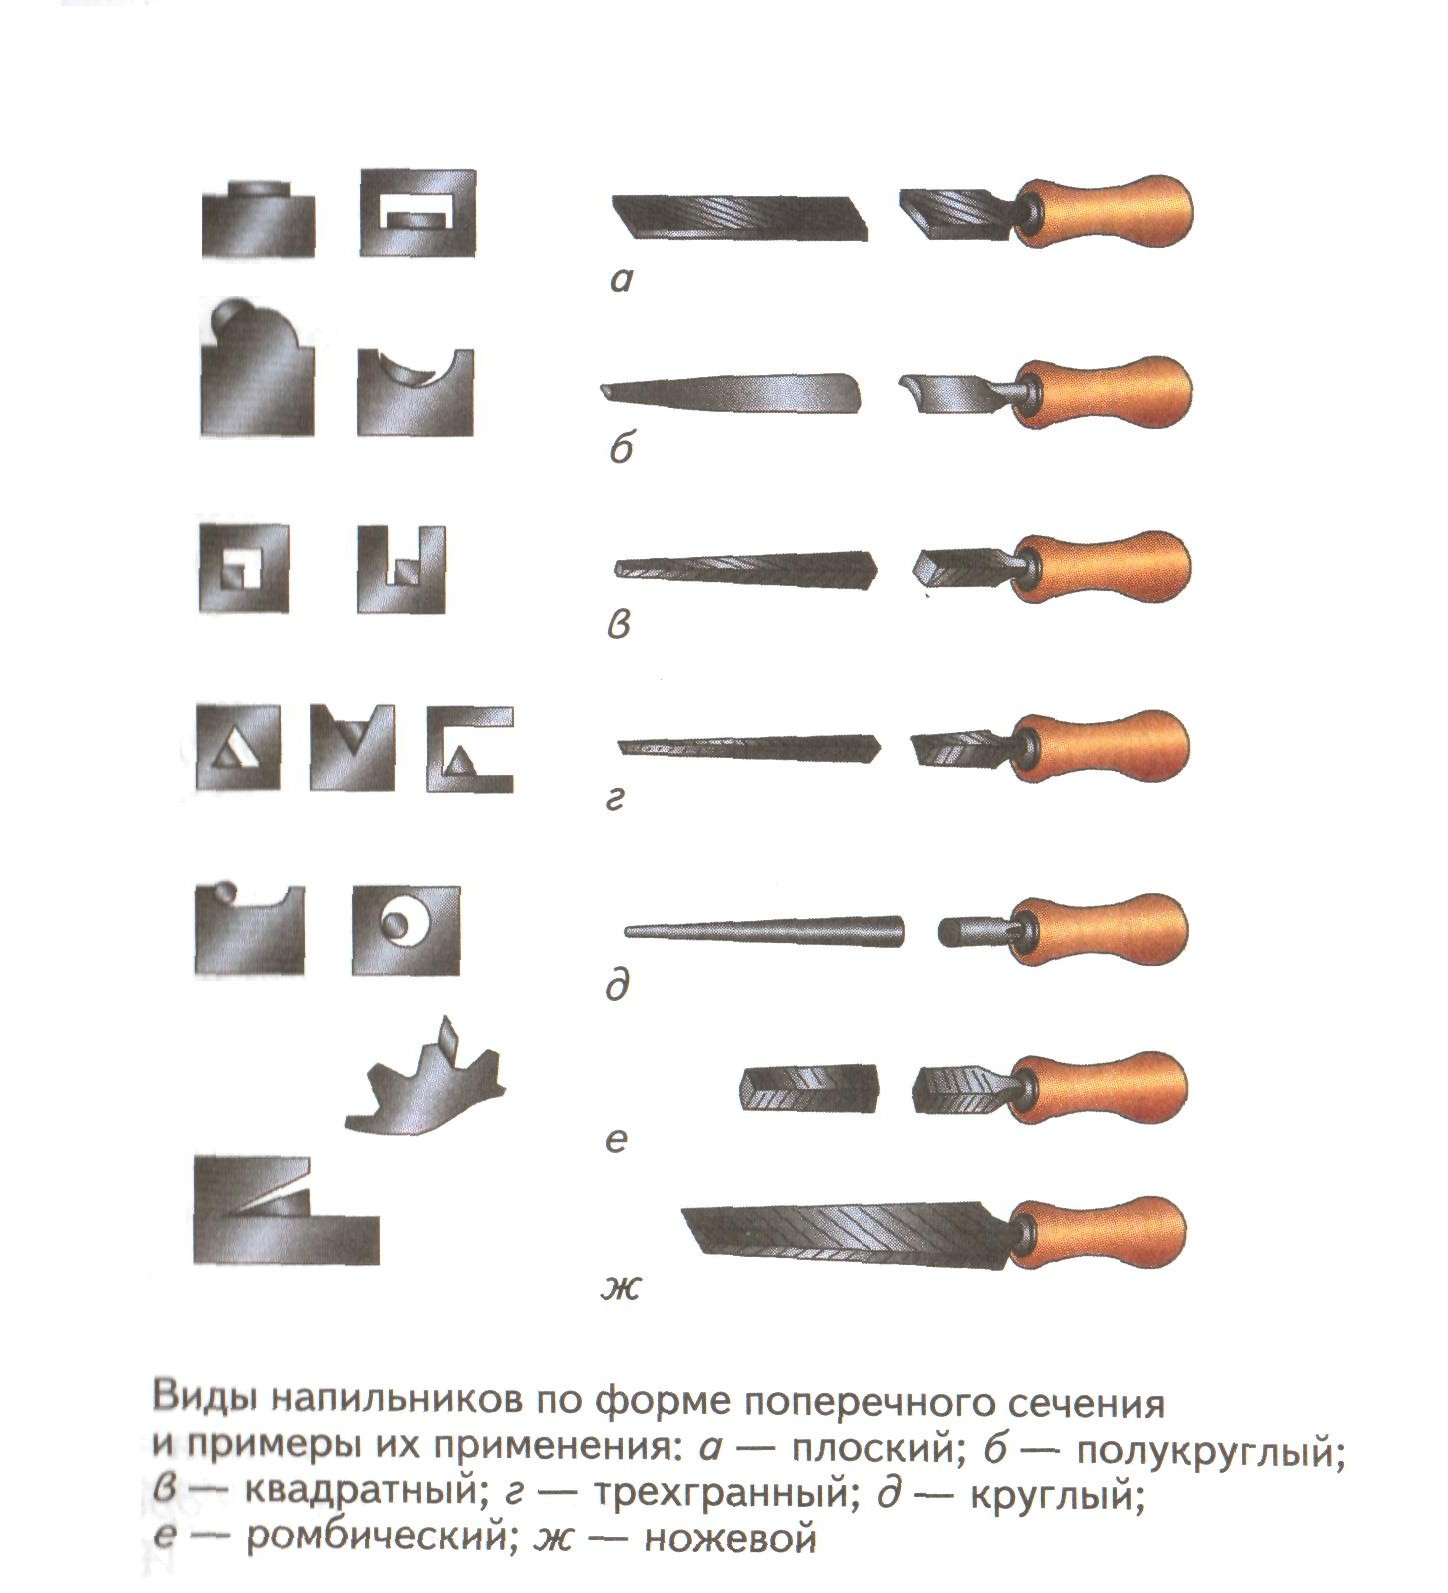 а
б
в
г
д
е
ж
Виды напильников по форме поперечного сечения
и примеры их применения: а — плоский; б — полукруглый;
в — квадратный; г — трехгранный; д — круглый;
е — ромбический; ж — ножевой